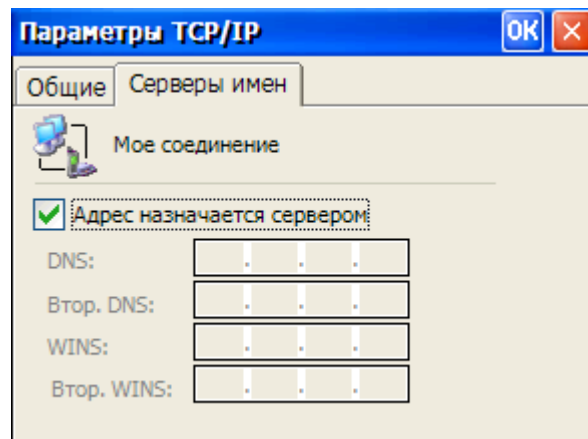 Параметры TCP/IP OK
Общие Серверы имен
Мое соединение
Адрес назначается сервером
DNS: . . .
Втор. DNS: . . .
WINS: . . .
Втор. WINS: . . .